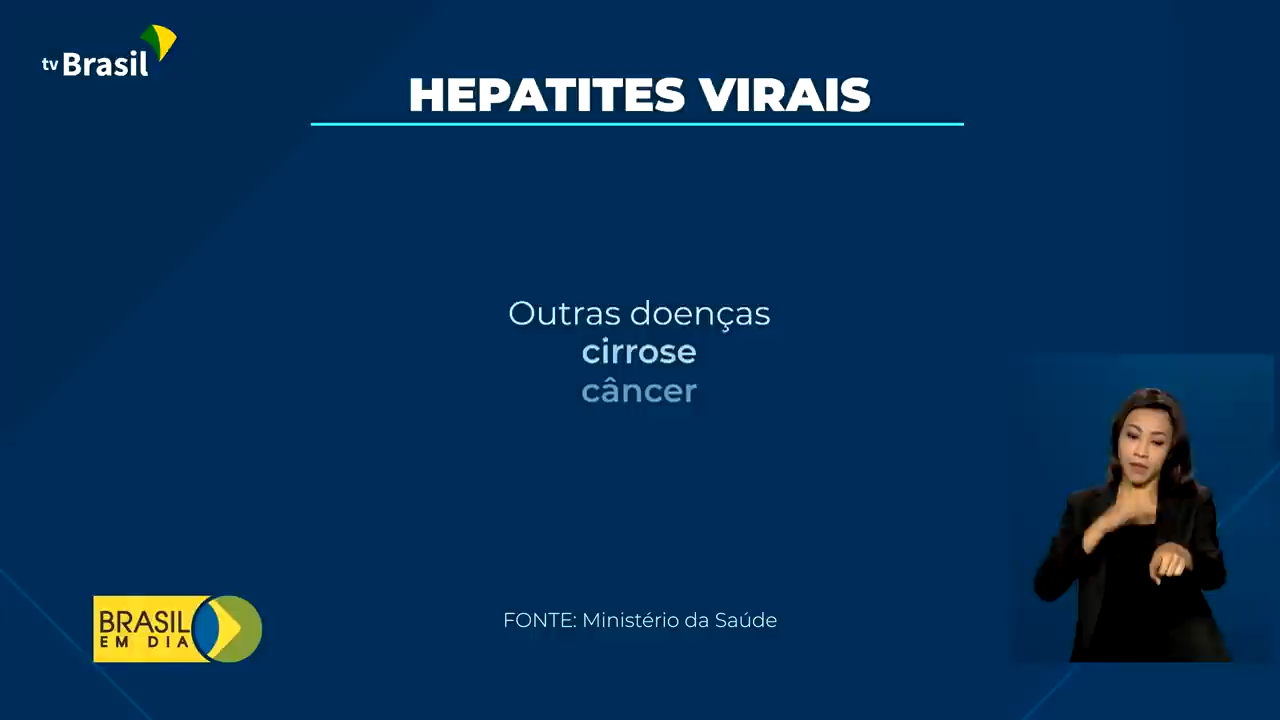 tv Brasil
HEPATITES VIRAIS
Outras doenças
cirrose
câncer
BRASIL
EM DIA
FONTE: Ministério da Saúde